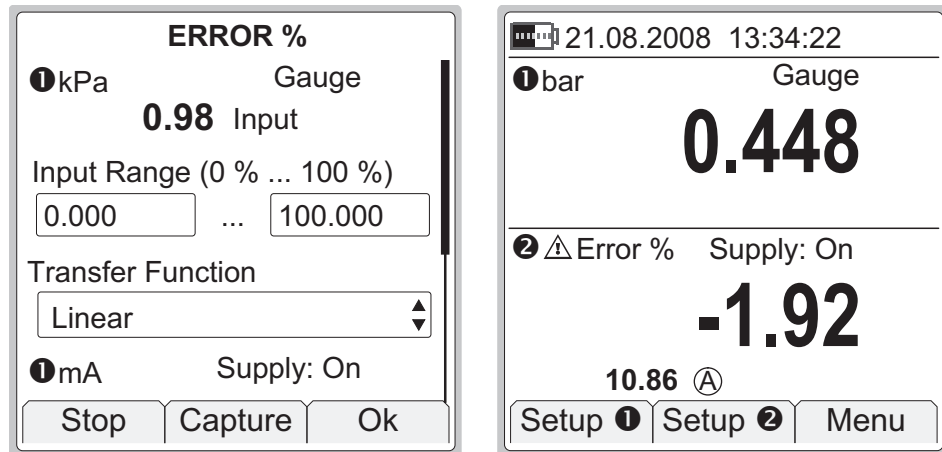 ERROR %
❶kPa Gauge
0.98 Input
Input Range (0 % ... 100 %)
0.000 ... 100.000
Transfer Function
Linear
❶mA Supply: On
Stop Capture Ok
21.08.2008 13:34:22
❶bar Gauge
0.448
❷⚠Error % Supply: On
-1.92
10.86 Ⓐ
Setup ❶ Setup ❷ Menu